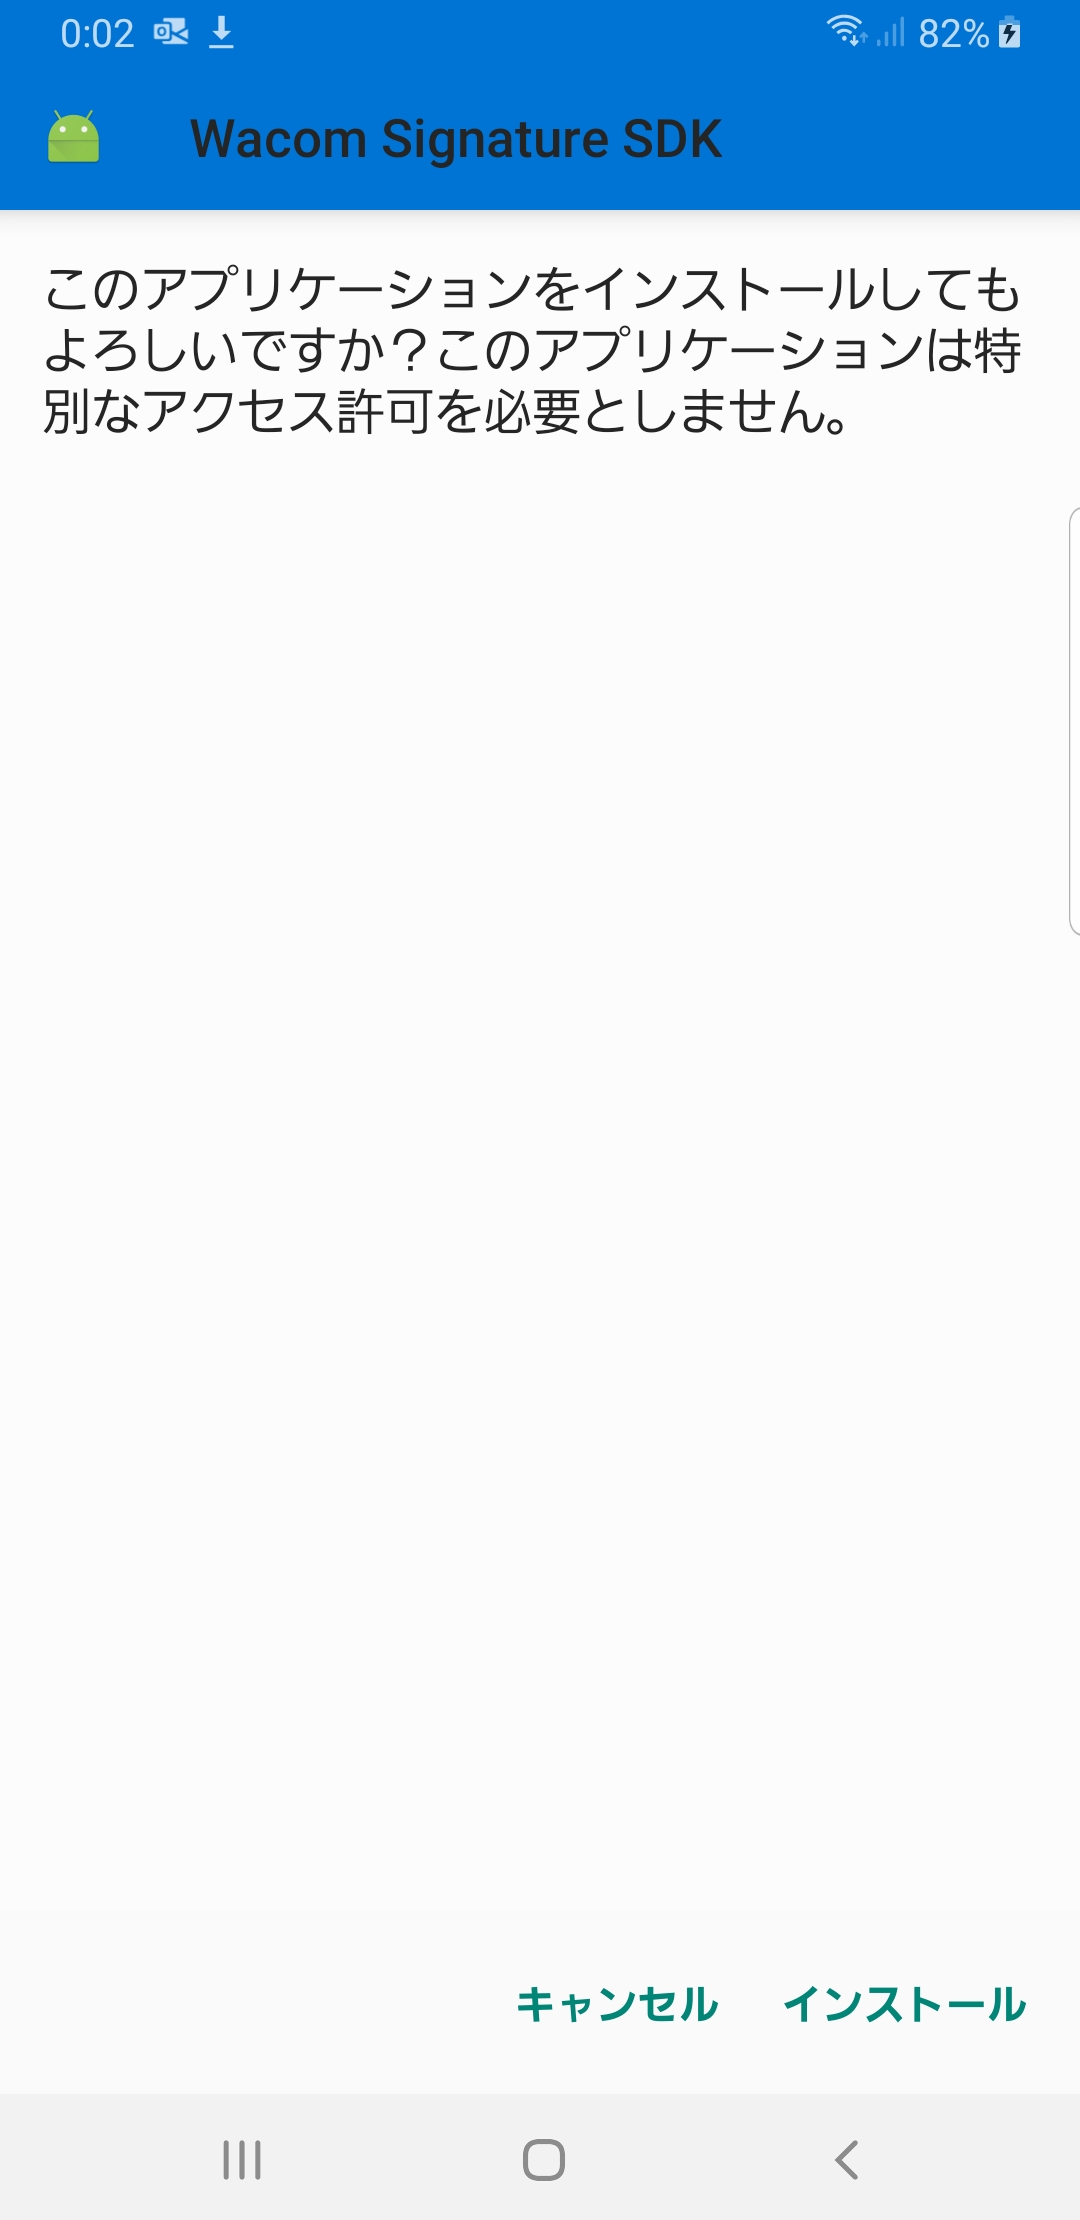 0:02
82%
Wacom Signature SDK
このアプリケーションをインストールしても
よろしいですか？このアプリケーションは特
別なアクセス許可を必要としません。
キャンセル インストール